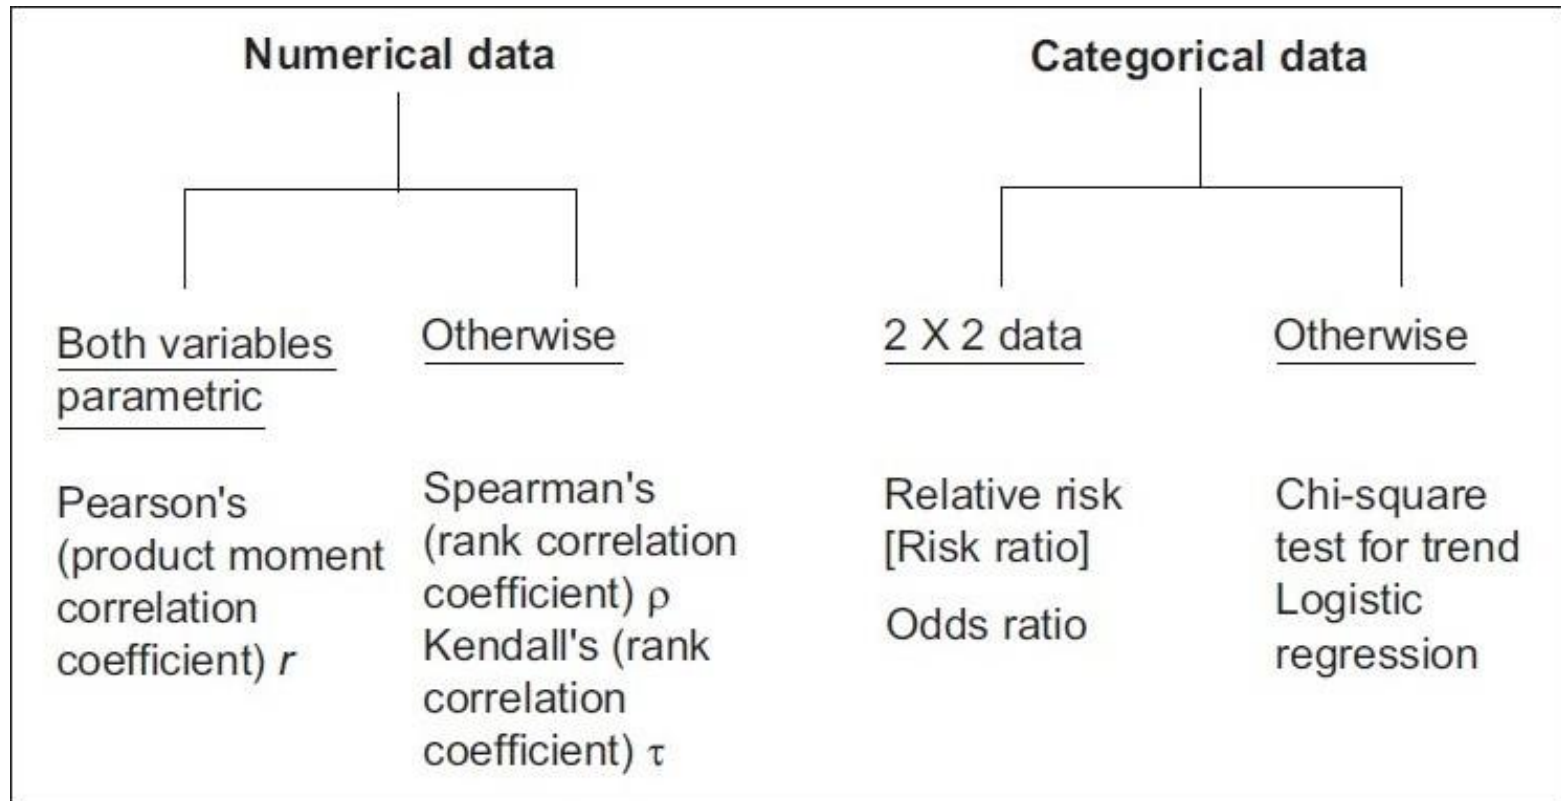 Numerical data
Both variables
parametric
Pearson's
(product moment
correlation
coefficient) r
Otherwise
Spearman's
(rank correlation
coefficient) ρ
Kendall's (rank
correlation
coefficient) τ
Categorical data
2 X 2 data
Relative risk
[Risk ratio]
Odds ratio
Otherwise
Chi-square
test for trend
Logistic
regression